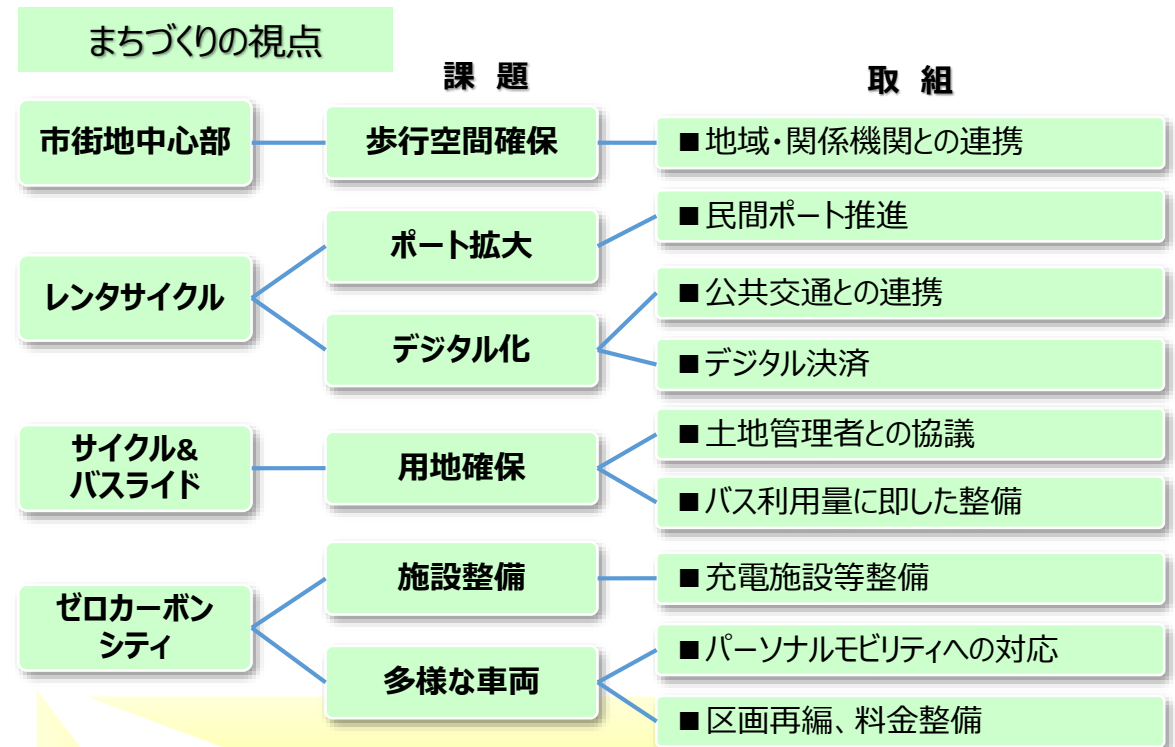 まちづくりの視点
課 題
取 組
市街地中心部
歩行空間確保
■地域・関係機関との連携
レンタサイクル
ポート拡大
■民間ポート推進
デジタル化
■公共交通との連携
■デジタル決済
サイクル&
バスライド
用地確保
■土地管理者との協議
■バス利用量に即した整備
ゼロカーボン
シティ
施設整備
■充電施設等整備
多様な車両
■パーソナルモビリティへの対応
■区画再編、料金整備